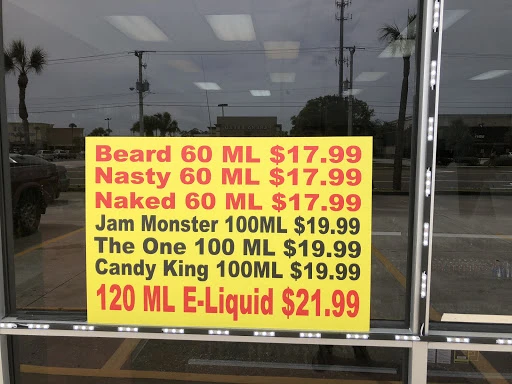 Beard 60 ML $17.99
Nasty 60 ML $17.99
Naked 60 ML $17.99
Jam Monster 100ML $19.99
The One 100 ML $19.99
Candy King 100ML $19.99
120 ML E-Liquid $21.99